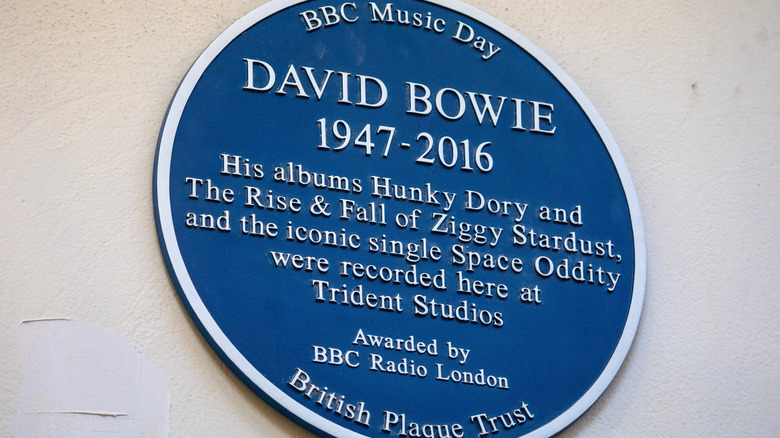 BBC Music Day
DAVID BOWIE
1947-2016
His albums Hunky Dory and
The Rise & Fall of Ziggy Stardust,
and the iconic single Space Oddity
were recorded here at
Trident Studios
Awarded by
BBC Radio London
British Plaque Trust